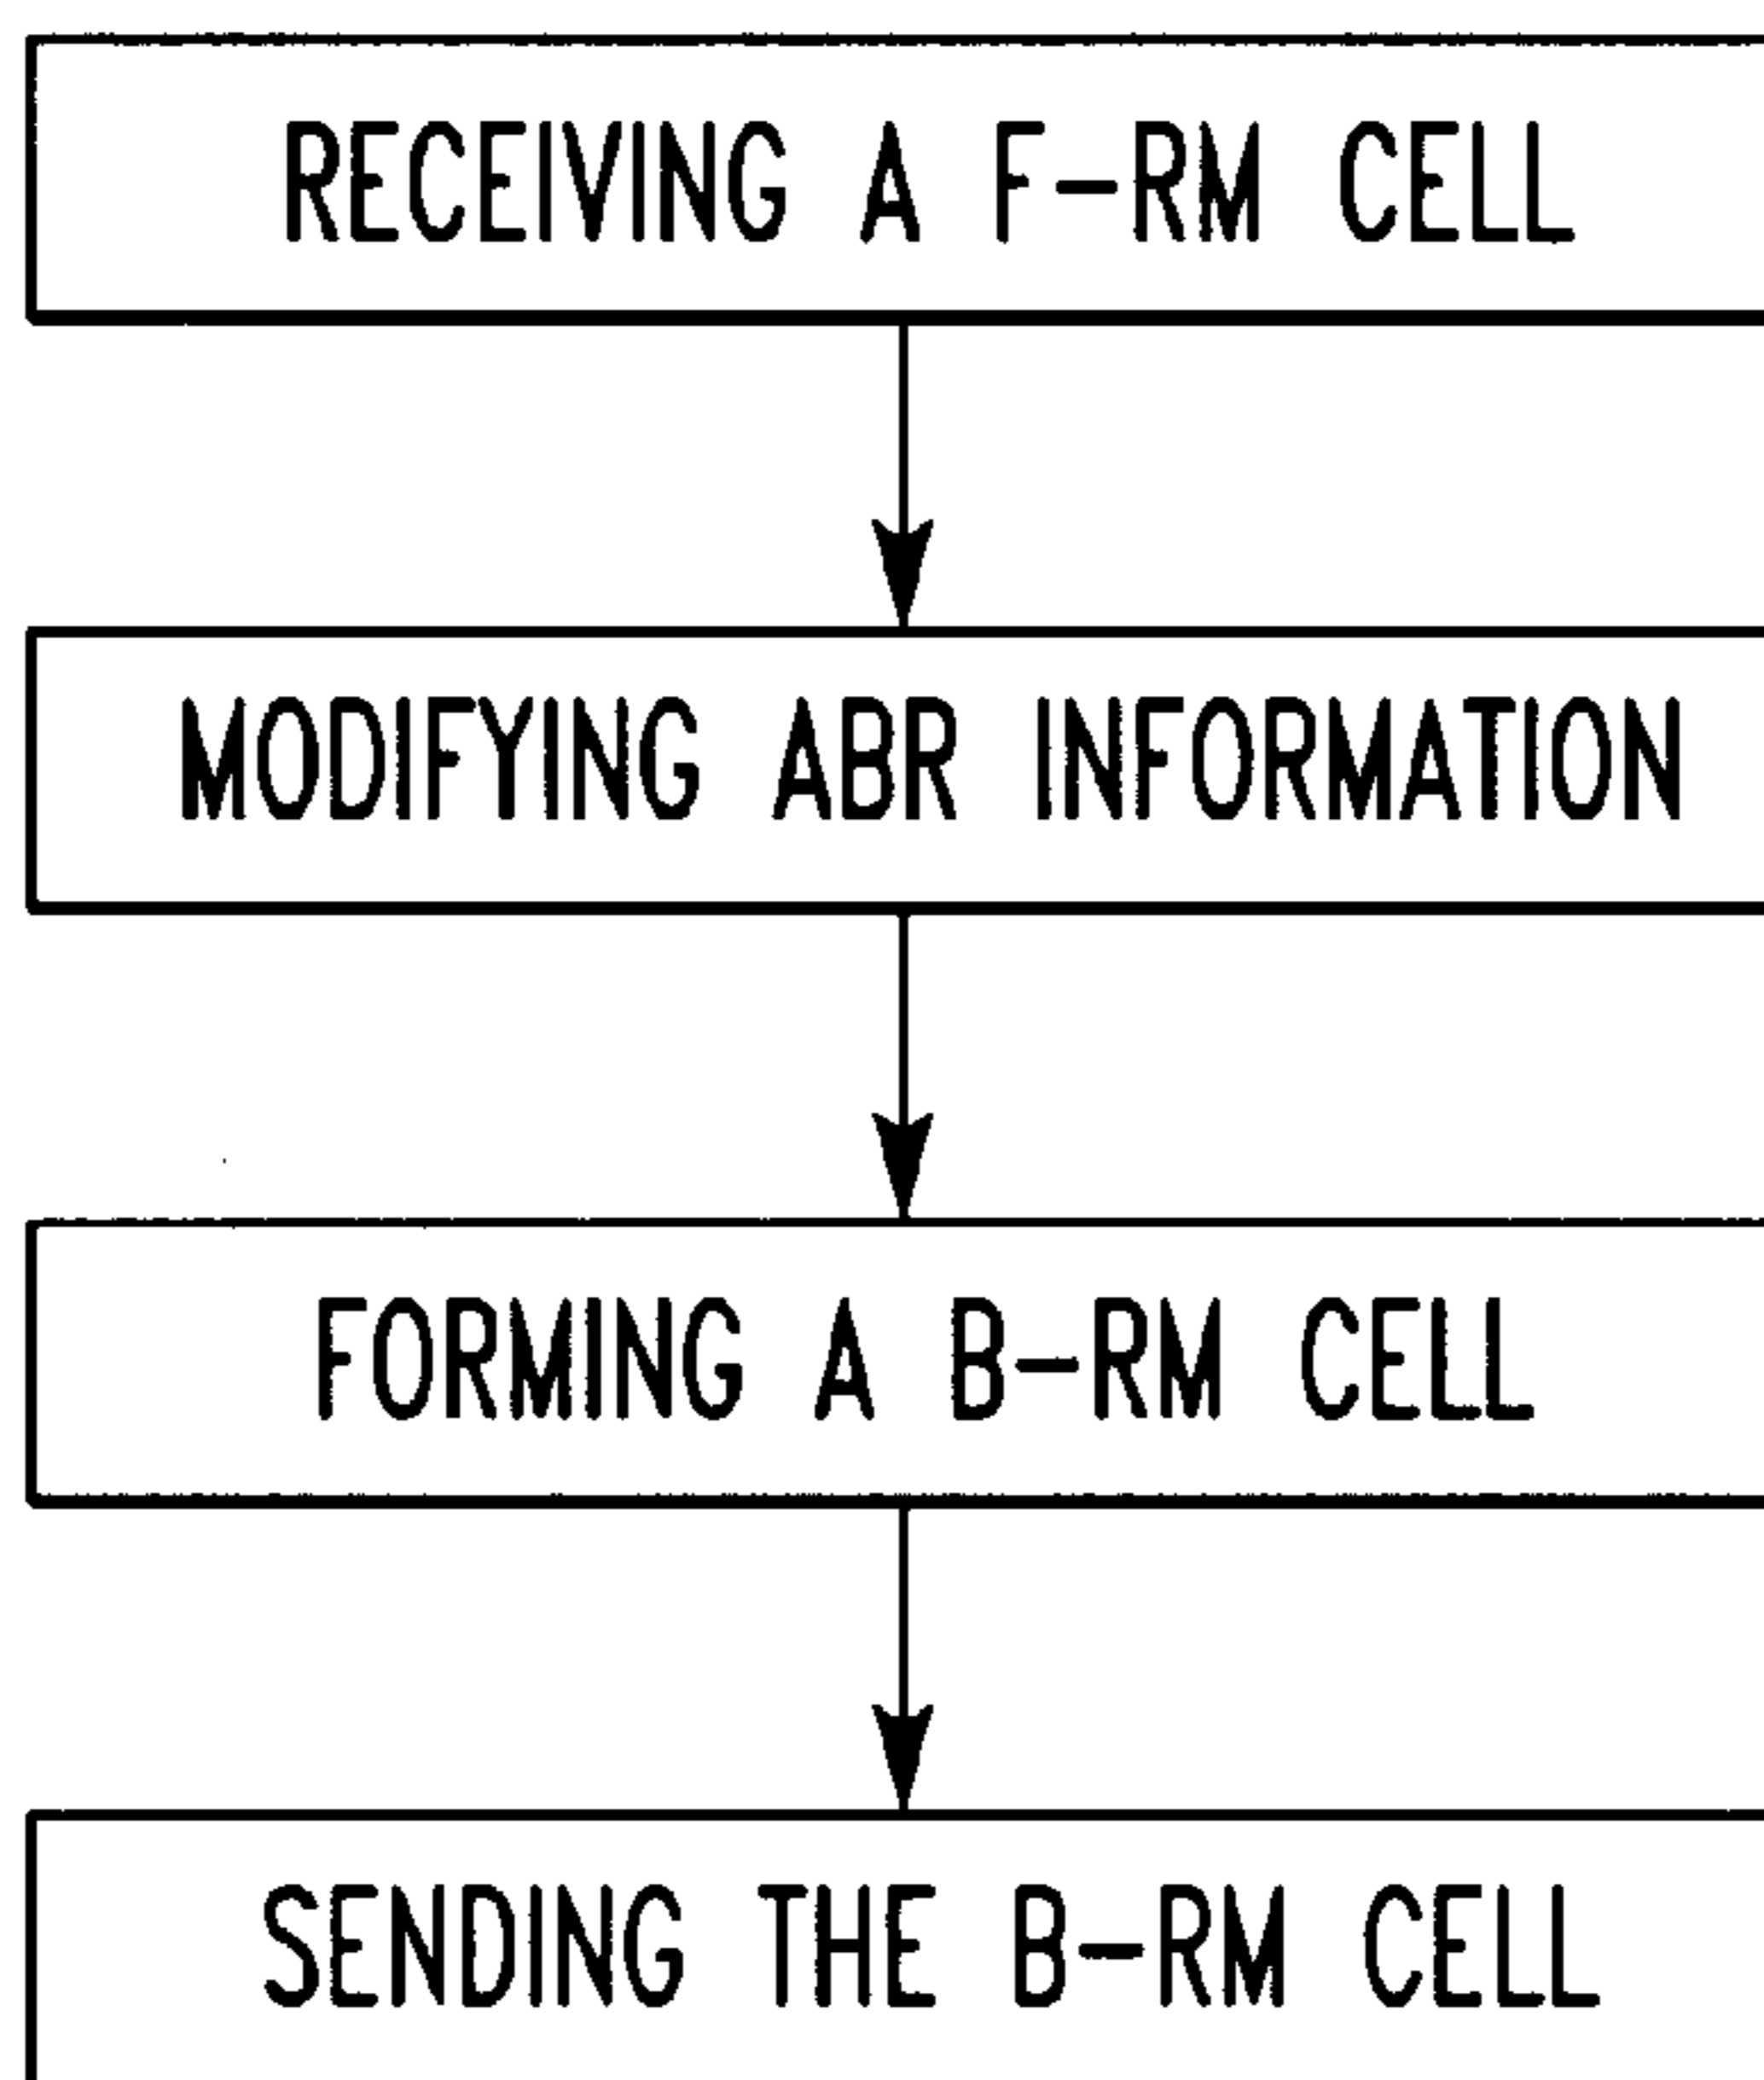 RECEIVING A F-RM CELL
MODIFYING ABR INFORMATION
FORMING A B-RM CELL
SENDING THE B-RM CELL